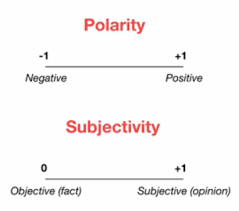 Polarity
-1 +1
Negative Positive
Subjectivity
0 +1
Objective (fact) Subjective (opinion)